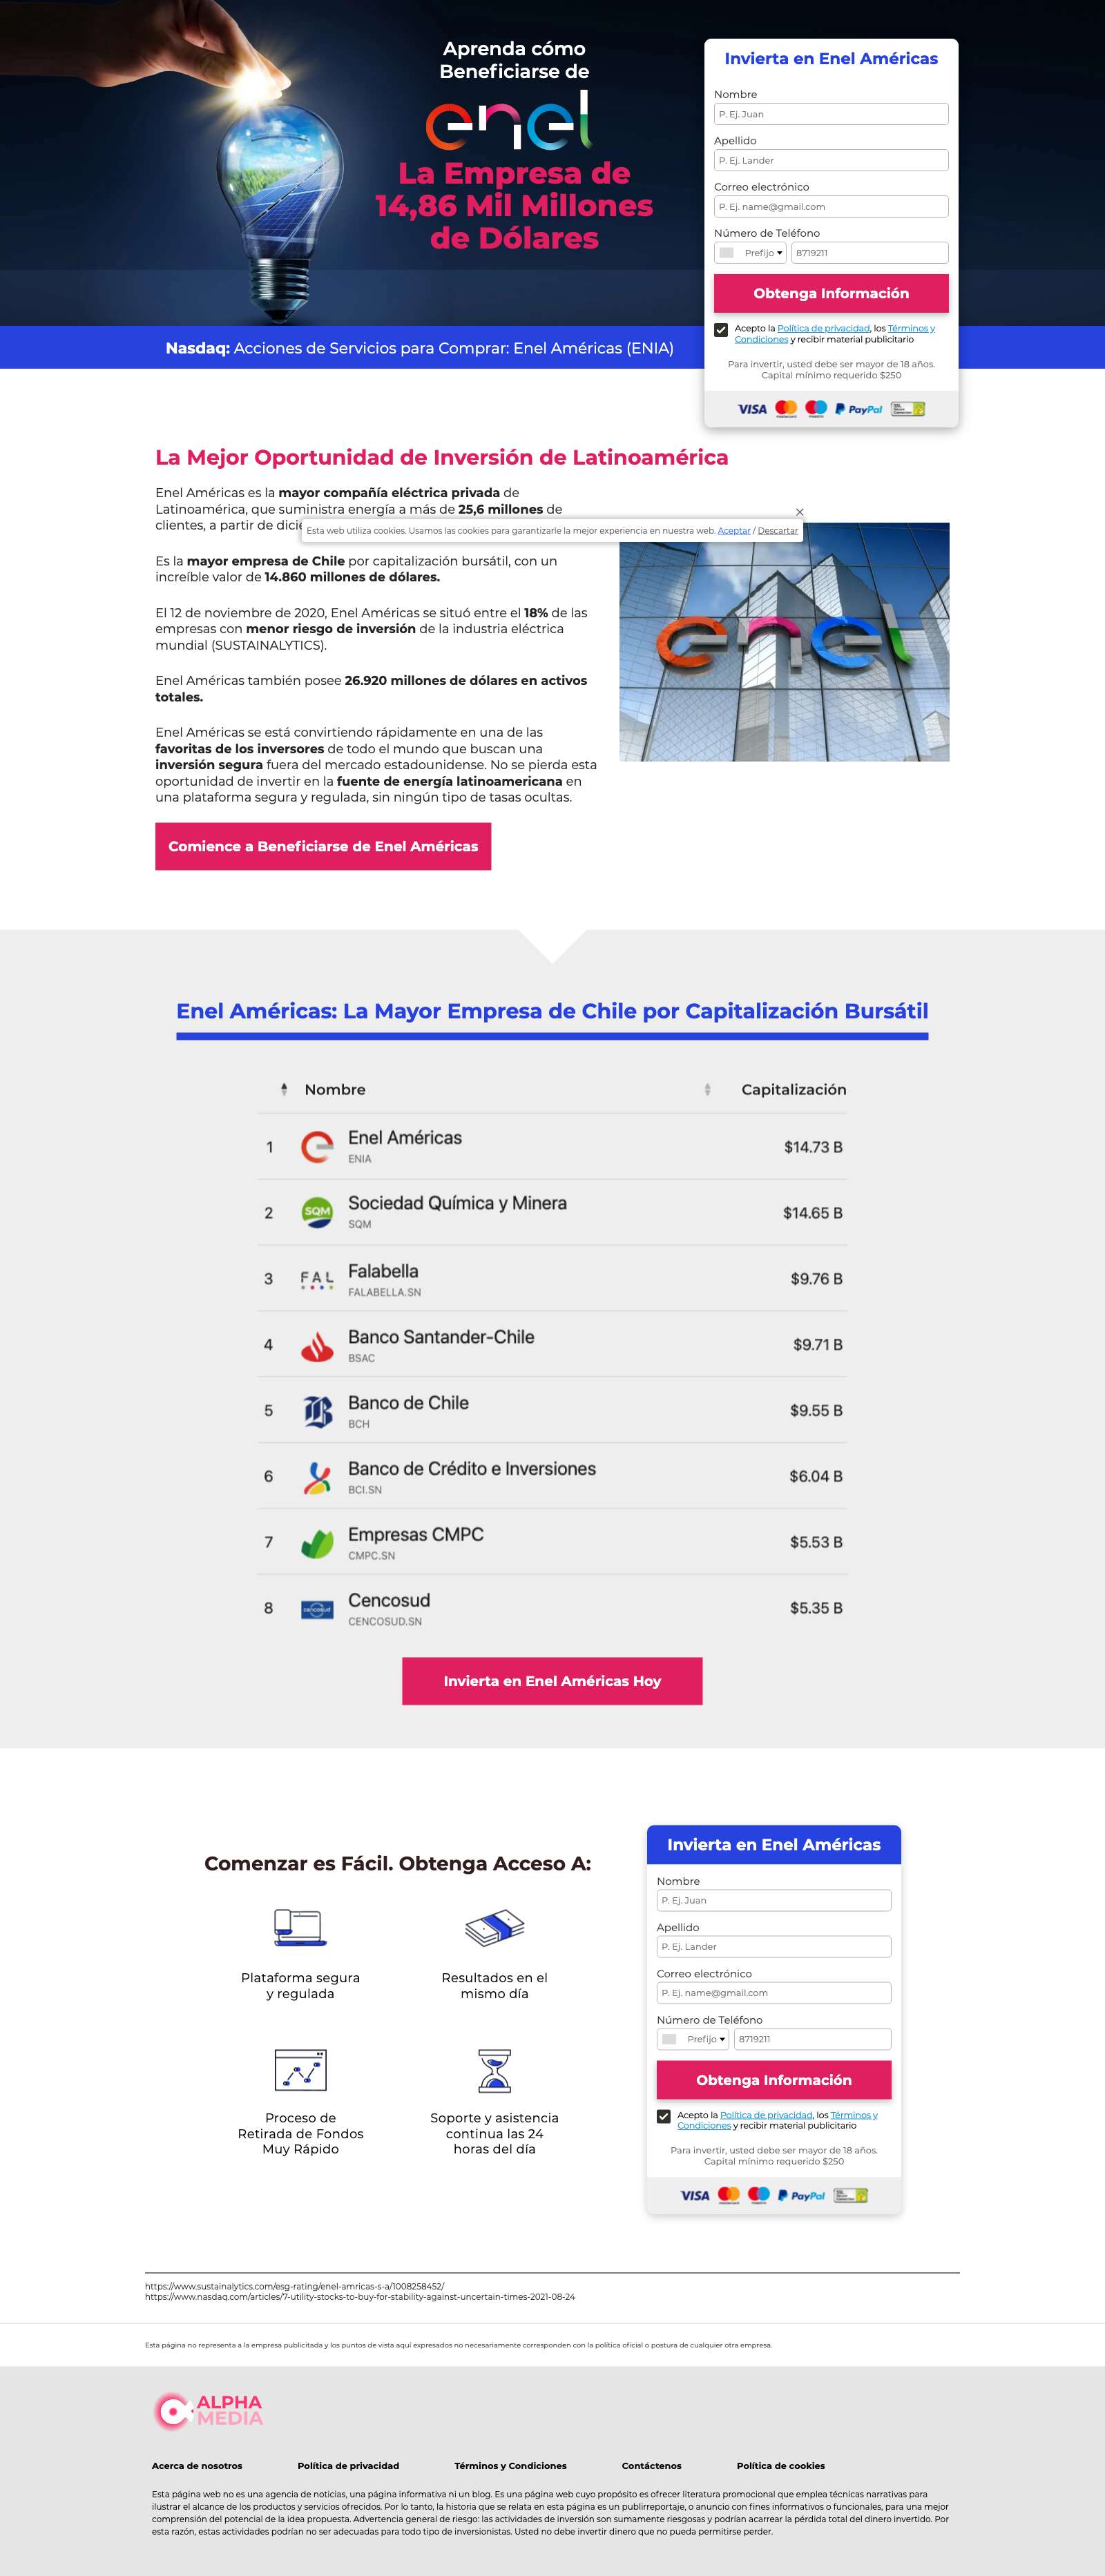 Aprenda cómo
Beneficiarse de
enel
La Empresa de
14,86 Mil Millones
de Dólares
Nasdaq: Acciones de Servicios para Comprar: Enel Américas (ENIA)
Invierta en Enel Américas
Nombre
P. Ej. Juan
Apellido
P. Ej. Lander
Correo electrónico
P. Ej. name@gmail.com
Número de Teléfono
Prefijo 8719211
Obtenga Información
Acepto la Política de privacidad, los Términos y
Condiciones y recibir material publicitario
Para invertir, usted debe ser mayor de 18 años.
Capital mínimo requerido $250
VISA PayPal
La Mejor Oportunidad de Inversión de Latinoamérica
Enel Américas es la mayor compañía eléctrica privada de
Latinoamérica, que suministra energía a más de 25,6 millones de
clientes, a partir de dicie
Esta web utiliza cookies. Usamos las cookies para garantizarle la mejor experiencia en nuestra web. Aceptar / Descartar
Es la mayor empresa de Chile por capitalización bursátil, con un
increíble valor de 14.860 millones de dólares.
El 12 de noviembre de 2020, Enel Américas se situó entre el 18% de las
empresas con menor riesgo de inversión de la industria eléctrica
mundial (SUSTAINALYTICS).
Enel Américas también posee 26.920 millones de dólares en activos
totales.
Enel Américas se está convirtiendo rápidamente en una de las
favoritas de los inversores de todo el mundo que buscan una
inversión segura fuera del mercado estadounidense. No se pierda esta
oportunidad de invertir en la fuente de energía latinoamericana en
una plataforma segura y regulada, sin ningún tipo de tasas ocultas.
enel
Comience a Beneficiarse de Enel Américas
Enel Américas: La Mayor Empresa de Chile por Capitalización Bursátil
Nombre Capitalización
1 Enel Américas $14.73 B
ENIA
2 SQM Sociedad Química y Minera $14.65 B
SQM
3 FAL Falabella $9.76 B
FALABELLA.SN
4 Banco Santander-Chile $9.71 B
BSAC
5 Banco de Chile $9.55 B
BCH
6 Banco de Crédito e Inversiones $6.04 B
BCI.SN
7 Empresas CMPC $5.53 B
CMPC.SN
8 cencosud Cencosud $5.35 B
CENCOSUD.SN
Invierta en Enel Américas Hoy
Comenzar es Fácil. Obtenga Acceso A:
Plataforma segura
y regulada
Resultados en el
mismo día
Proceso de
Retirada de Fondos
Muy Rápido
Soporte y asistencia
continua las 24
horas del día
Invierta en Enel Américas
Nombre
P. Ej. Juan
Apellido
P. Ej. Lander
Correo electrónico
P. Ej. name@gmail.com
Número de Teléfono
Prefijo 8719211
Obtenga Información
Acepto la Política de privacidad, los Términos y
Condiciones y recibir material publicitario
Para invertir, usted debe ser mayor de 18 años.
Capital mínimo requerido $250
VISA PayPal
https://www.sustainalytics.com/esg-rating/enel-amricas-s-a/1008258452/
https://www.nasdaq.com/articles/7-utility-stocks-to-buy-for-stability-against-uncertain-times-2021-08-24
Esta página no representa a la empresa publicitada y los puntos de vista aquí expresados no necesariamente corresponden con la política oficial o postura de cualquier otra empresa.
ALPHA
MEDIA
Acerca de nosotros Política de privacidad Términos y Condiciones Contáctenos Política de cookies
Esta página web no es una agencia de noticias, una página informativa ni un blog. Es una página web cuyo propósito es ofrecer literatura promocional que emplea técnicas narrativas para
ilustrar el alcance de los productos y servicios ofrecidos. Por lo tanto, la historia que se relata en esta página es un publirreportaje, o anuncio con fines informativos o funcionales, para una mejor
comprensión del potencial de la idea propuesta. Advertencia general de riesgo: las actividades de inversión son sumamente riesgosas y podrían acarrear la pérdida total del dinero invertido. Por
esta razón, estas actividades podrían no ser adecuadas para todo tipo de inversionistas. Usted no debe invertir dinero que no pueda permitirse perder.